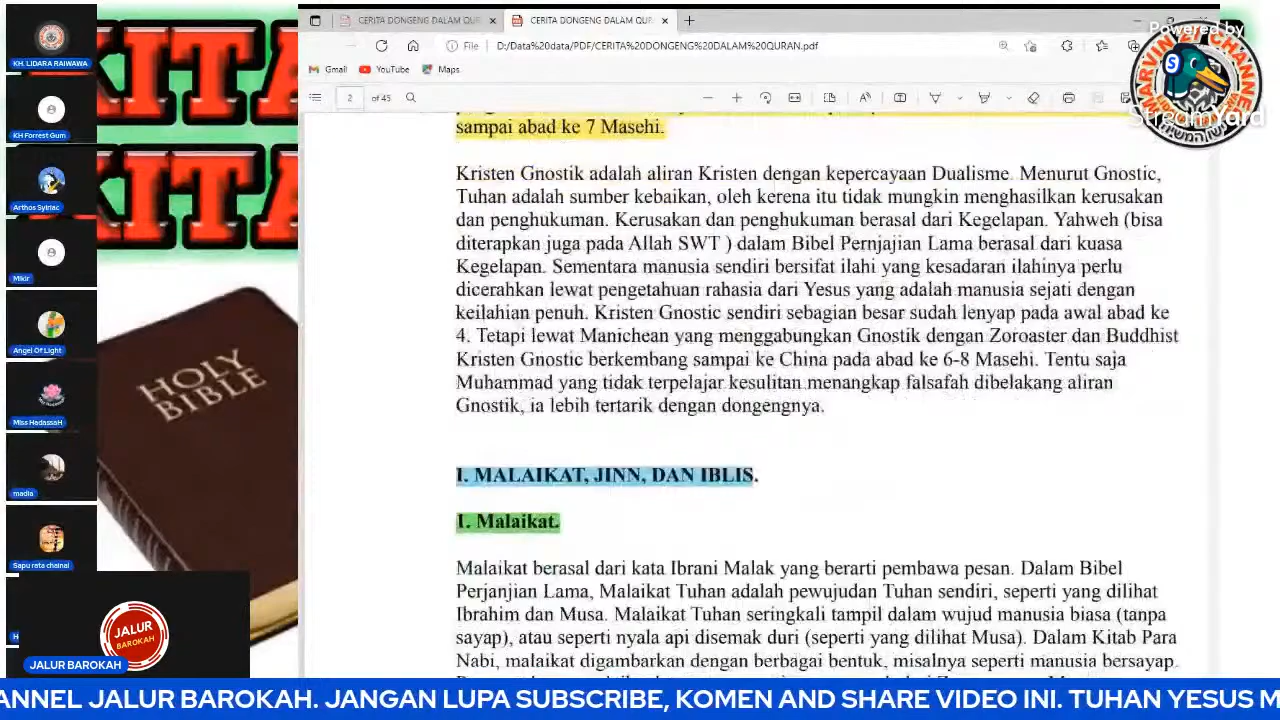 KH. LIDARA RAIWAWA
KH Forrest Gum
Arthos Syiriac
Mikir
Angel Of Light
Miss HadassaH
madia
Sapu rata chainai
JALUR BAROKAH
JALUR BAROKAH
KITA
KITA
HOLY
BIBLE
CERITA DONGENG DALAM QUR
CERITA DONGENG DALAM QUR
File
D:/Data%20data/PDF/CERITA%20DONGENG%20DALAM%20QURAN.pdf
Gmail
YouTube
Maps
2 of 45
Powered by
StreamYard
MARVIN 21 CHANNEL
sampai abad ke 7 Masehi.
Kristen Gnostik adalah aliran Kristen dengan kepercayaan Dualisme. Menurut Gnostic,
Tuhan adalah sumber kebaikan, oleh kerena itu tidak mungkin menghasilkan kerusakan
dan penghukuman. Kerusakan dan penghukuman berasal dari Kegelapan. Yahweh (bisa
diterapkan juga pada Allah SWT ) dalam Bibel Pernjajian Lama berasal dari kuasa
Kegelapan. Sementara manusia sendiri bersifat ilahi yang kesadaran ilahinya perlu
dicerahkan lewat pengetahuan rahasia dari Yesus yang adalah manusia sejati dengan
keilahian penuh. Kristen Gnostic sendiri sebagian besar sudah lenyap pada awal abad ke
4. Tetapi lewat Manichean yang menggabungkan Gnostik dengan Zoroaster dan Buddhist
Kristen Gnostic berkembang sampai ke China pada abad ke 6-8 Masehi. Tentu saja
Muhammad yang tidak terpelajar kesulitan menangkap falsafah dibelakang aliran
Gnostik, ia lebih tertarik dengan dongengnya.
I. MALAIKAT, JINN, DAN IBLIS.
1. Malaikat.
Malaikat berasal dari kata Ibrani Malak yang berarti pembawa pesan. Dalam Bibel
Perjanjian Lama, Malaikat Tuhan adalah pewujudan Tuhan sendiri, seperti yang dilihat
Ibrahim dan Musa. Malaikat Tuhan seringkali tampil dalam wujud manusia biasa (tanpa
sayap), atau seperti nyala api disemak duri (seperti yang dilihat Musa). Dalam Kitab Para
Nabi, malaikat digambarkan dengan berbagai bentuk, misalnya seperti manusia bersayap.
ANNEL JALUR BAROKAH. JANGAN LUPA SUBSCRIBE, KOMEN AND SHARE VIDEO INI. TUHAN YESUS M